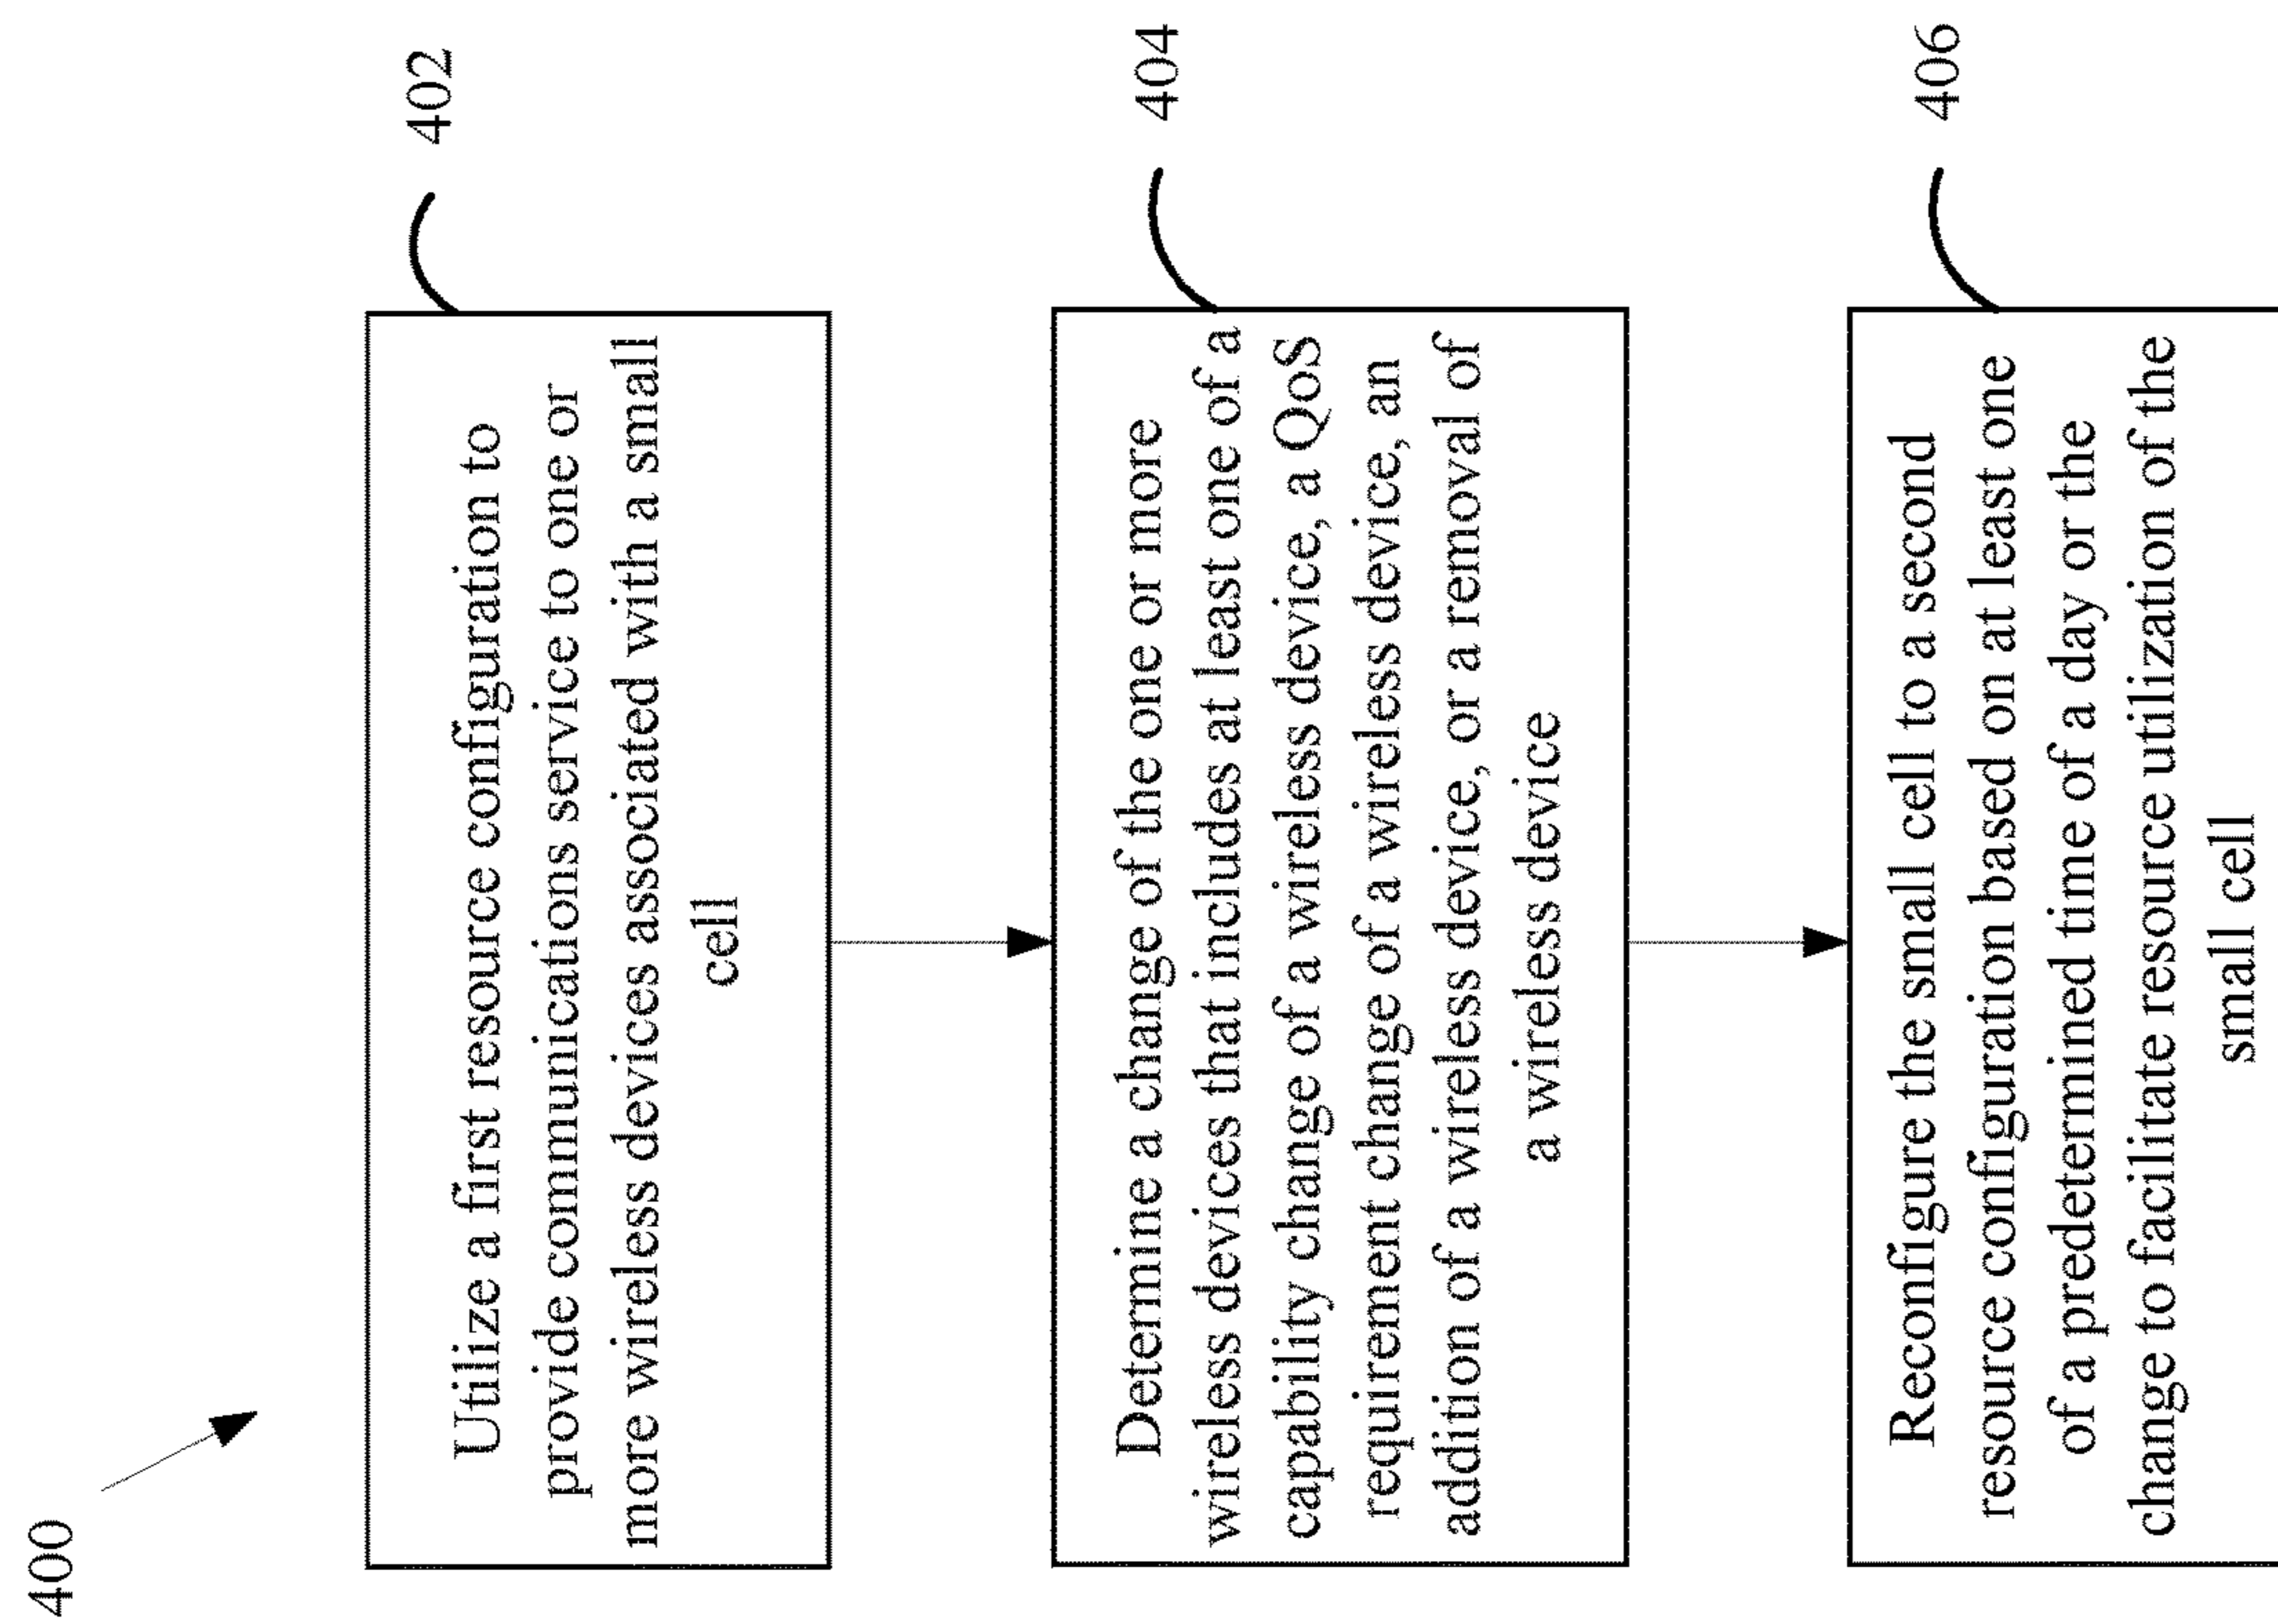 400
402
Utilize a first resource configuration to
provide communications service to one or
more wireless devices associated with a small
cell
404
Determine a change of the one or more
wireless devices that includes at least one of a
capability change of a wireless device, a QoS
requirement change of a wireless device, an
addition of a wireless device, or a removal of
a wireless device
406
Reconfigure the small cell to a second
resource configuration based on at least one
of a predetermined time of a day or the
change to facilitate resource utilization of the
small cell